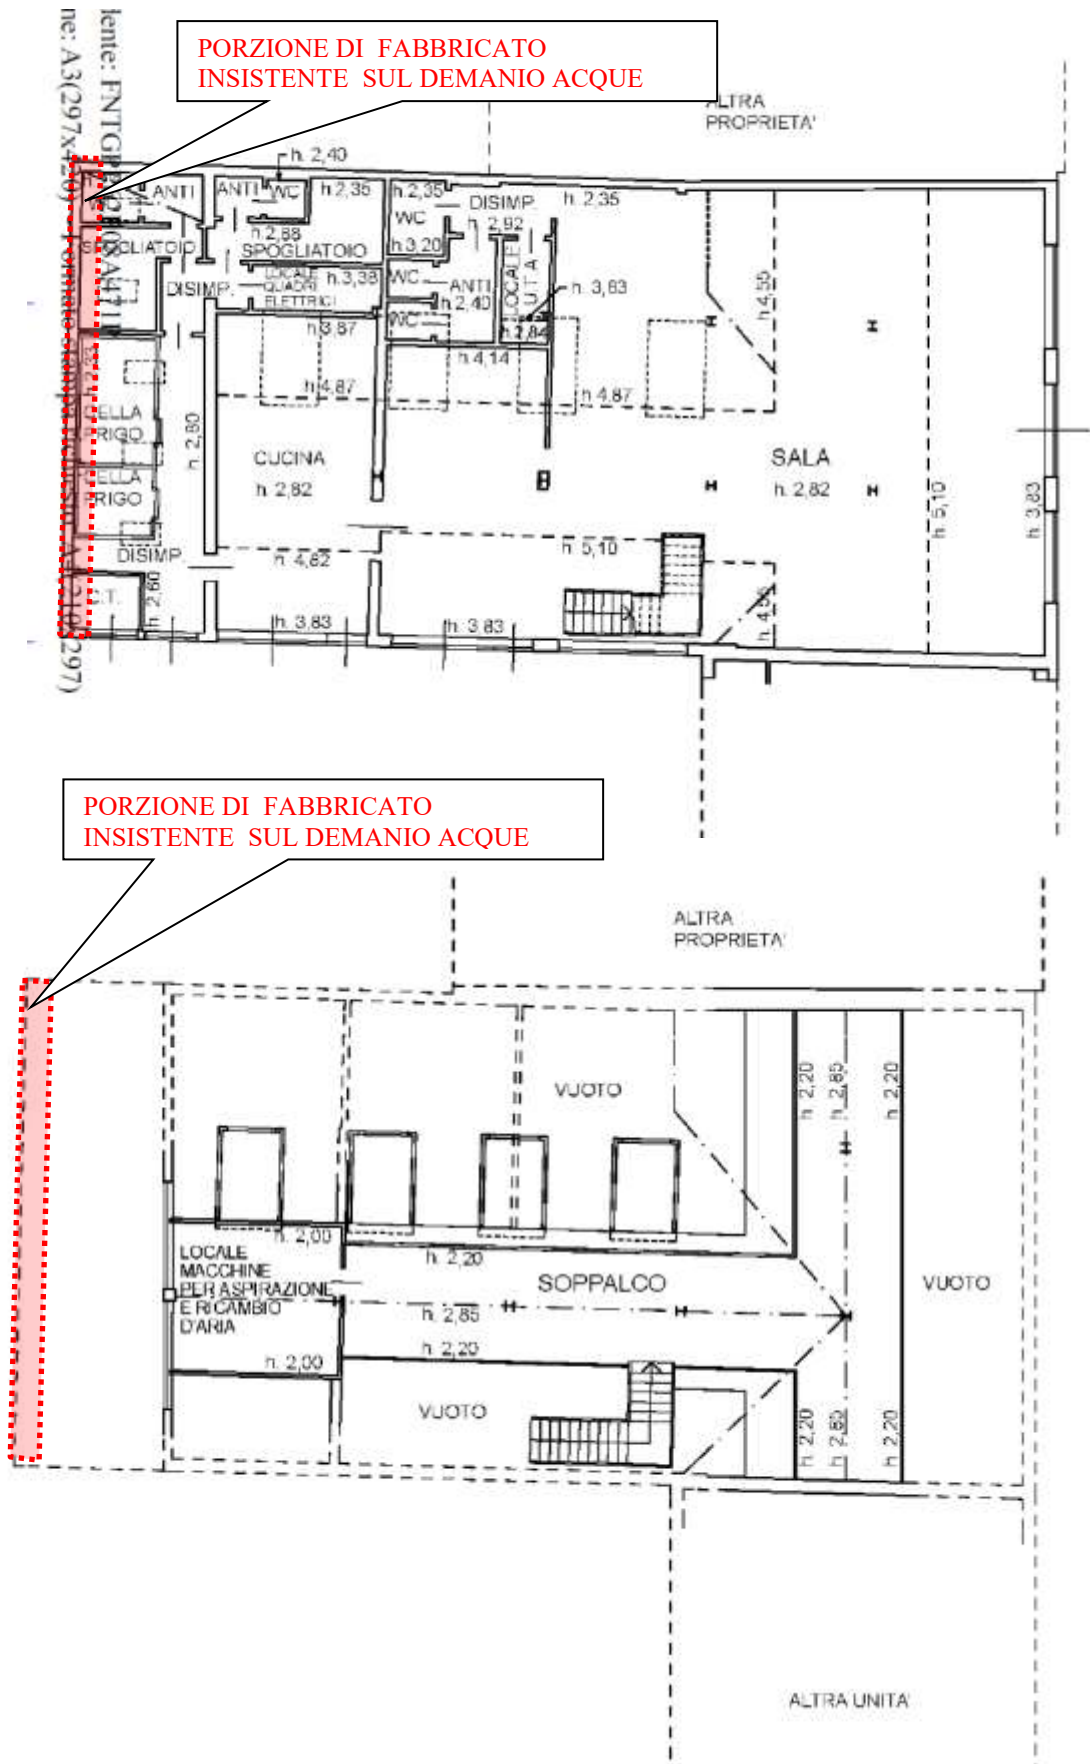 PORZIONE DI FABBRICATO
INSISTENTE SUL DEMANIO ACQUE
ALTRA
PROPRIETA'
h. 2,40
ANTI
ANTI
WC
h. 2,35
h. 2,35
DISIMP.
h. 2,35
WC
h. 2,92
h. 2,68
h. 3,20
SPOGLIATOIO
SPOGLIATOIO
DISIMP.
LOCALE
QUADRI
ELETTRICI
h. 3,38
WC
ANTI
h. 2,40
LOCALE
U.T.A.
h. 3,83
WC
h. 2,84
h. 3,87
h. 4,14
h. 4,55
h. 4,87
h. 4,87
CELLA
FRIGO
h. 2,80
CUCINA
h. 2,82
SALA
h. 2,82
CELLA
FRIGO
h. 5,10
h. 3,83
DISIMP.
h. 4,82
h. 5,10
C.T.
h. 2,60
h. 3,83
h. 3,83
h. 4,55
PORZIONE DI FABBRICATO
INSISTENTE SUL DEMANIO ACQUE
ALTRA
PROPRIETA'
VUOTO
h 2,20
h 2,85
h 2,20
h. 2,00
LOCALE
MACCHINE
PER ASPIRAZIONE
E RICAMBIO
D'ARIA
h. 2,20
SOPPALCO
VUOTO
h. 2,85
h. 2,20
h. 2,00
VUOTO
h 2,20
h 2,85
h 2,20
ALTRA UNITA'